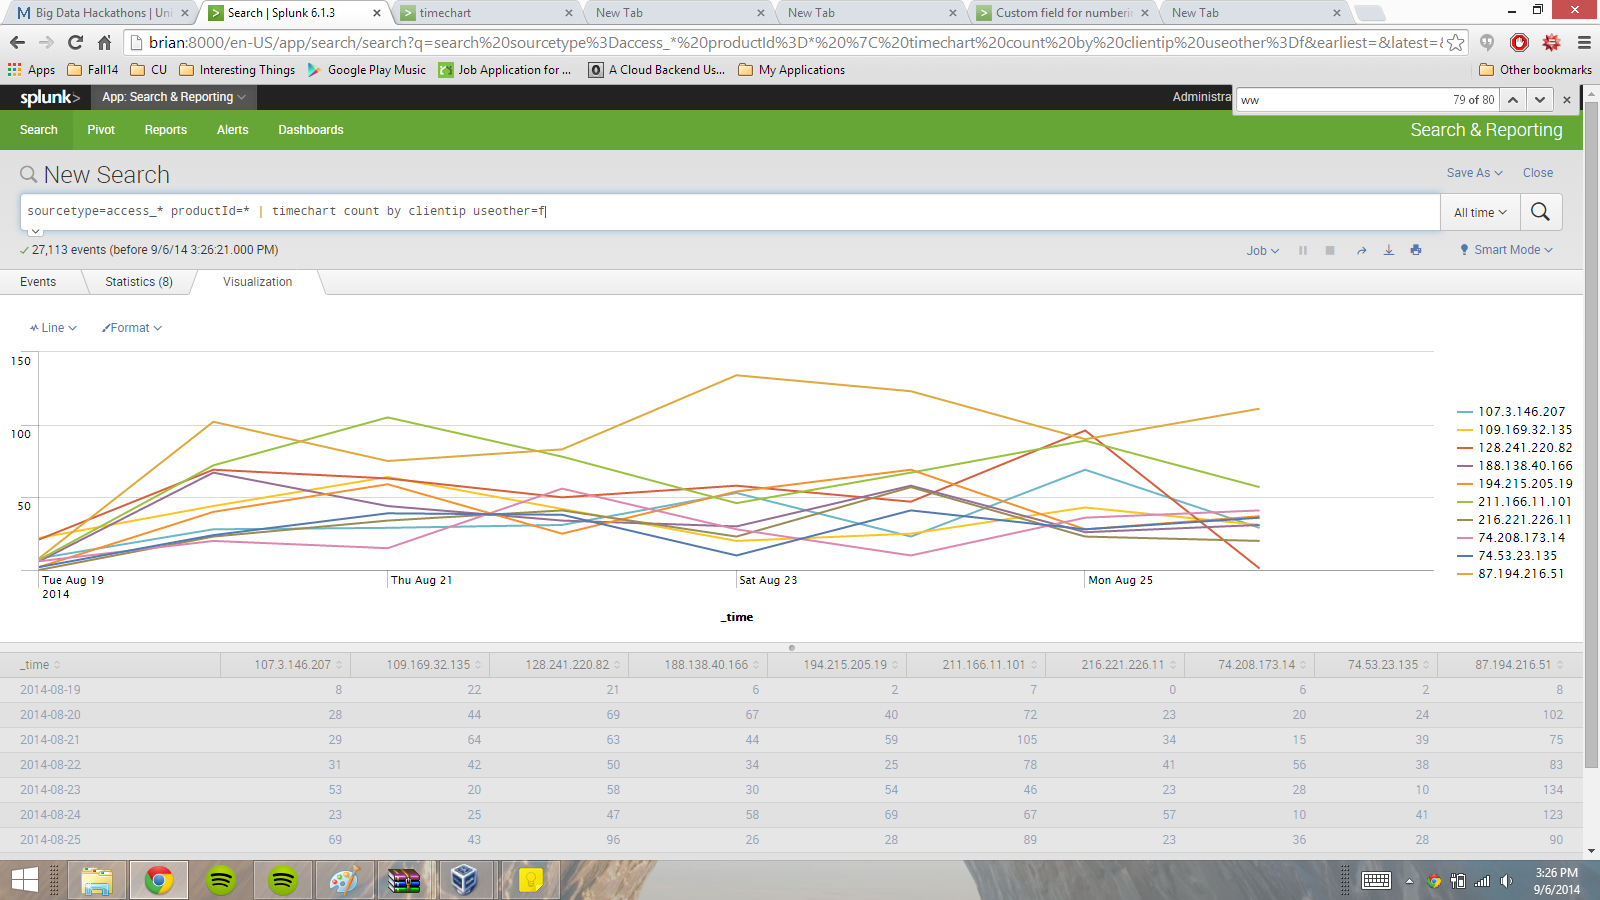 Big Data Hackathons | Uni
Search | Splunk 6.1.3
timechart
New Tab
New Tab
Custom field for numberin
New Tab
brian:8000/en-US/app/search/search?q=search%20sourcetype%3Daccess_*%20productId%3D*%20%7C%20timechart%20count%20by%20clientip%20useother%3Df&earliest=&latest=&
Apps
Fall14
CU
Interesting Things
Google Play Music
Job Application for ...
A Cloud Backend Us...
My Applications
Other bookmarks
splunk>
App: Search & Reporting
Administra
ww
79 of 80
Search
Pivot
Reports
Alerts
Dashboards
Search & Reporting
New Search
Save As
Close
sourcetype=access_* productId=* | timechart count by clientip useother=f
All time
27,113 events (before 9/6/14 3:26:21.000 PM)
Job
Smart Mode
Events
Statistics (8)
Visualization
Line
Format
150
100
50
Tue Aug 19
2014
Thu Aug 21
Sat Aug 23
Mon Aug 25
_time
107.3.146.207
109.169.32.135
128.241.220.82
188.138.40.166
194.215.205.19
211.166.11.101
216.221.226.11
74.208.173.14
74.53.23.135
87.194.216.51
_time 107.3.146.207 109.169.32.135 128.241.220.82 188.138.40.166 194.215.205.19 211.166.11.101 216.221.226.11 74.208.173.14 74.53.23.135 87.194.216.51
2014-08-19 8 22 21 6 2 7 0 6 2 8
2014-08-20 28 44 69 67 40 72 23 20 24 102
2014-08-21 29 64 63 44 59 105 34 15 39 75
2014-08-22 31 42 50 34 25 78 41 56 38 83
2014-08-23 53 20 58 30 54 46 23 28 10 134
2014-08-24 23 25 47 58 69 67 57 10 41 123
2014-08-25 69 43 96 26 28 89 23 36 28 90
3:26 PM
9/6/2014